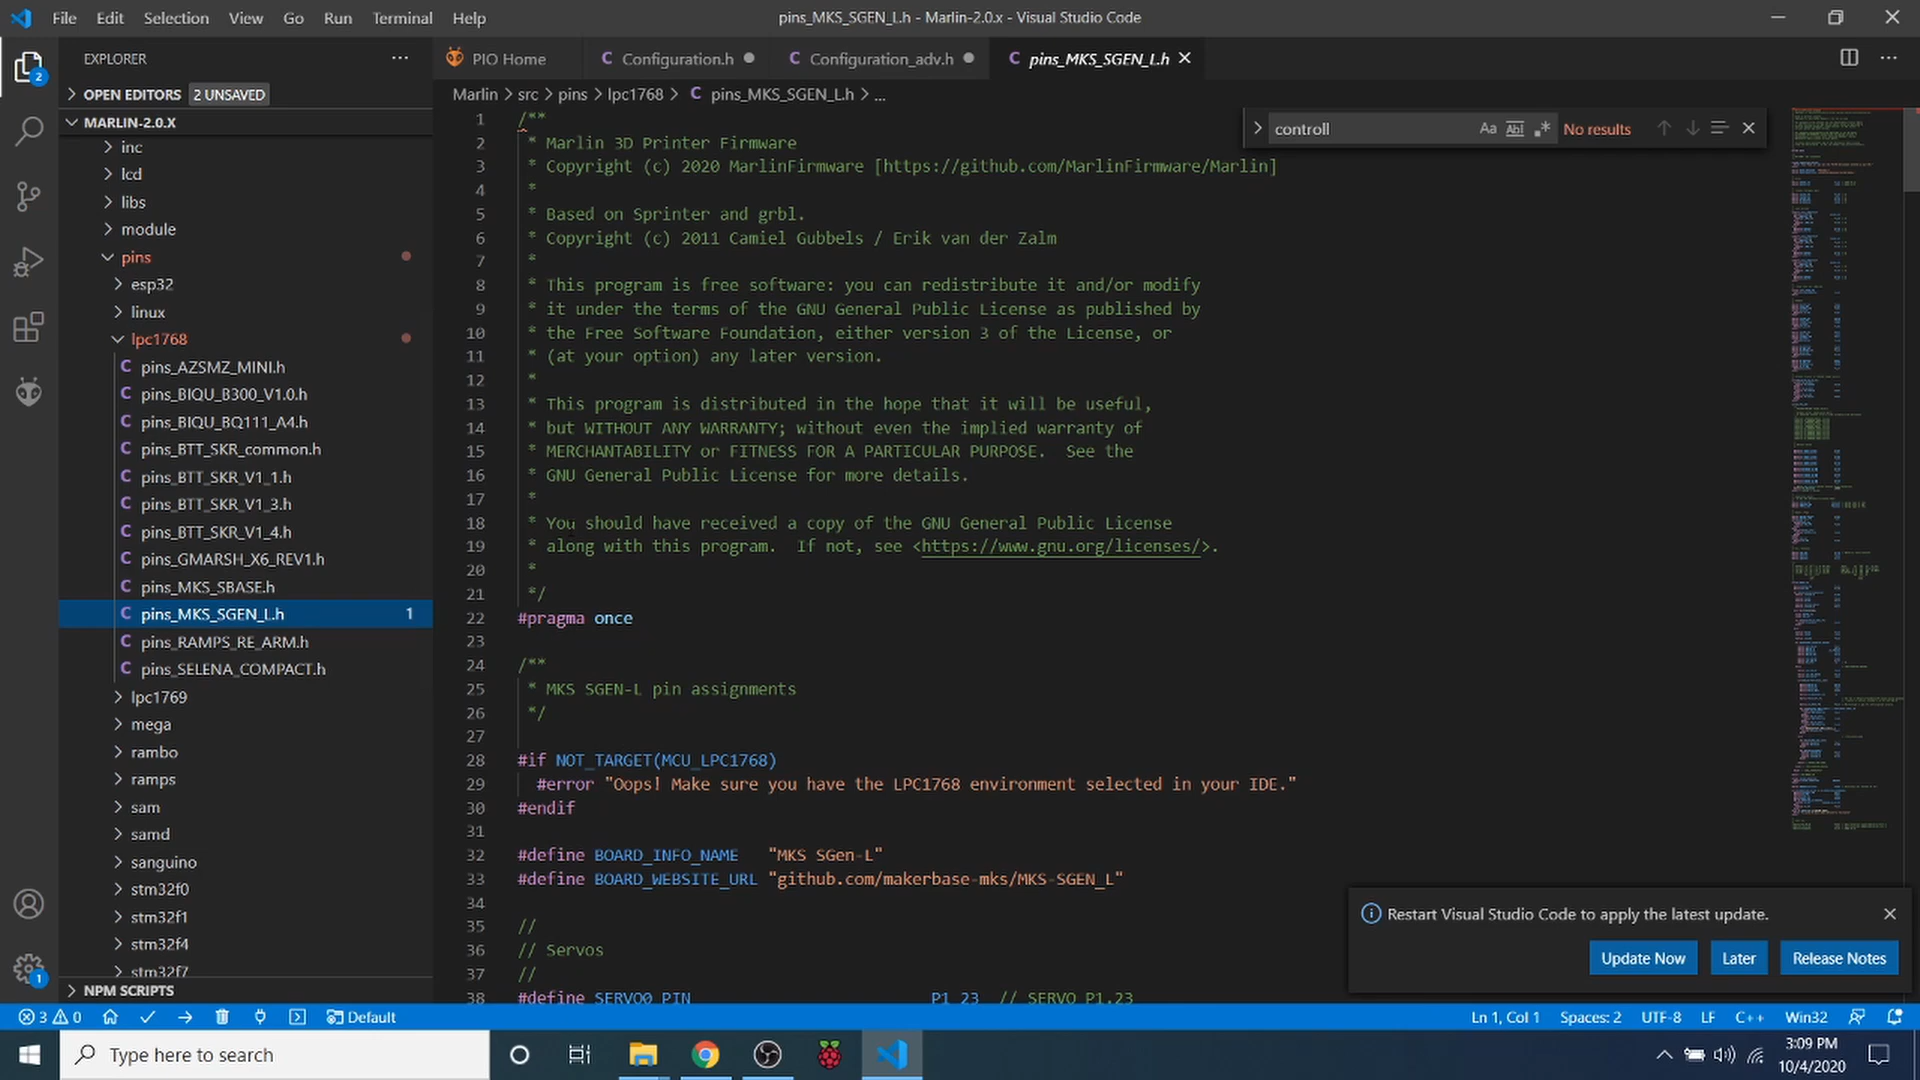 File Edit Selection View Go Run Terminal Help
pins_MKS_SGEN_L.h - Marlin-2.0.x - Visual Studio Code
EXPLORER
PIO Home
Configuration.h
Configuration_adv.h
pins_MKS_SGEN_L.h
OPEN EDITORS 2 UNSAVED
MARLIN-2.0.X
inc
lcd
libs
module
pins
esp32
linux
lpc1768
pins_AZSMZ_MINI.h
pins_BIQU_B300_V1.0.h
pins_BIQU_BQ111_A4.h
pins_BTT_SKR_common.h
pins_BTT_SKR_V1_1.h
pins_BTT_SKR_V1_3.h
pins_BTT_SKR_V1_4.h
pins_GMARSH_X6_REV1.h
pins_MKS_SBASE.h
pins_MKS_SGEN_L.h 1
pins_RAMPS_RE_ARM.h
pins_SELENA_COMPACT.h
lpc1769
mega
rambo
ramps
sam
samd
sanguino
stm32f0
stm32f1
stm32f4
stm32f7
NPM SCRIPTS
2
1
Marlin > src > pins > lpc1768 > C pins_MKS_SGEN_L.h > ...
controll
Aa Abl .*
No results
1 /**
2 * Marlin 3D Printer Firmware
3 * Copyright (c) 2020 MarlinFirmware [https://github.com/MarlinFirmware/Marlin]
4 *
5 * Based on Sprinter and grbl.
6 * Copyright (c) 2011 Camiel Gubbels / Erik van der Zalm
7 *
8 * This program is free software: you can redistribute it and/or modify
9 * it under the terms of the GNU General Public License as published by
10 * the Free Software Foundation, either version 3 of the License, or
11 * (at your option) any later version.
12 *
13 * This program is distributed in the hope that it will be useful,
14 * but WITHOUT ANY WARRANTY; without even the implied warranty of
15 * MERCHANTABILITY or FITNESS FOR A PARTICULAR PURPOSE.  See the
16 * GNU General Public License for more details.
17 *
18 * You should have received a copy of the GNU General Public License
19 * along with this program.  If not, see <https://www.gnu.org/licenses/>.
20 *
21 */
22 #pragma once
23
24 /**
25 * MKS SGEN-L pin assignments
26 */
27
28 #if NOT_TARGET(MCU_LPC1768)
29 #error "Oops! Make sure you have the LPC1768 environment selected in your IDE."
30 #endif
31
32 #define BOARD_INFO_NAME "MKS SGen-L"
33 #define BOARD_WEBSITE_URL "github.com/makerbase-mks/MKS-SGEN_L"
34
35 //
36 // Servos
37 //
38 #define SERVO0_PIN P1_23 // SERVO P1.23
Restart Visual Studio Code to apply the latest update.
Update Now
Later
Release Notes
3 0
Default
Ln 1, Col 1 Spaces: 2 UTF-8 LF C++ Win32
Type here to search
3:09 PM
10/4/2020